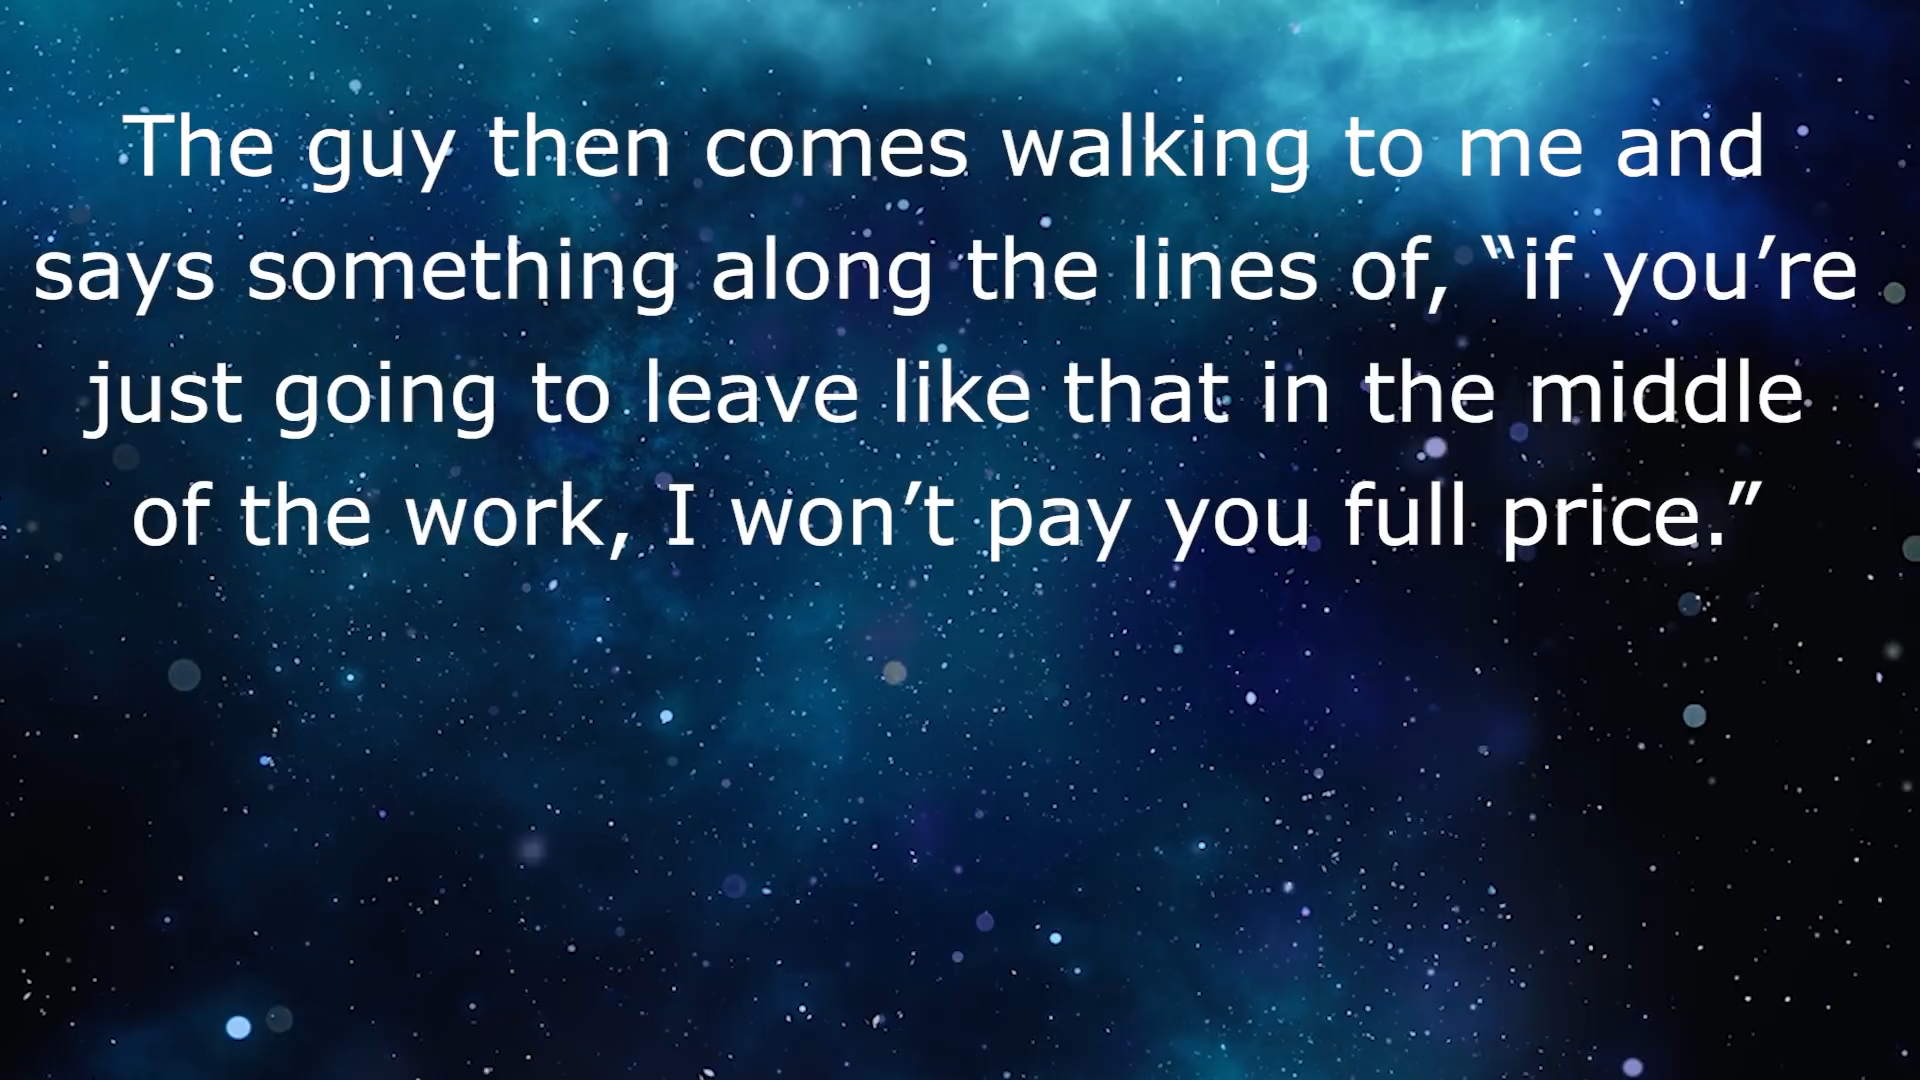 The guy then comes walking to me and
says something along the lines of, “if you’re
just going to leave like that in the middle
of the work, I won’t pay you full price.”